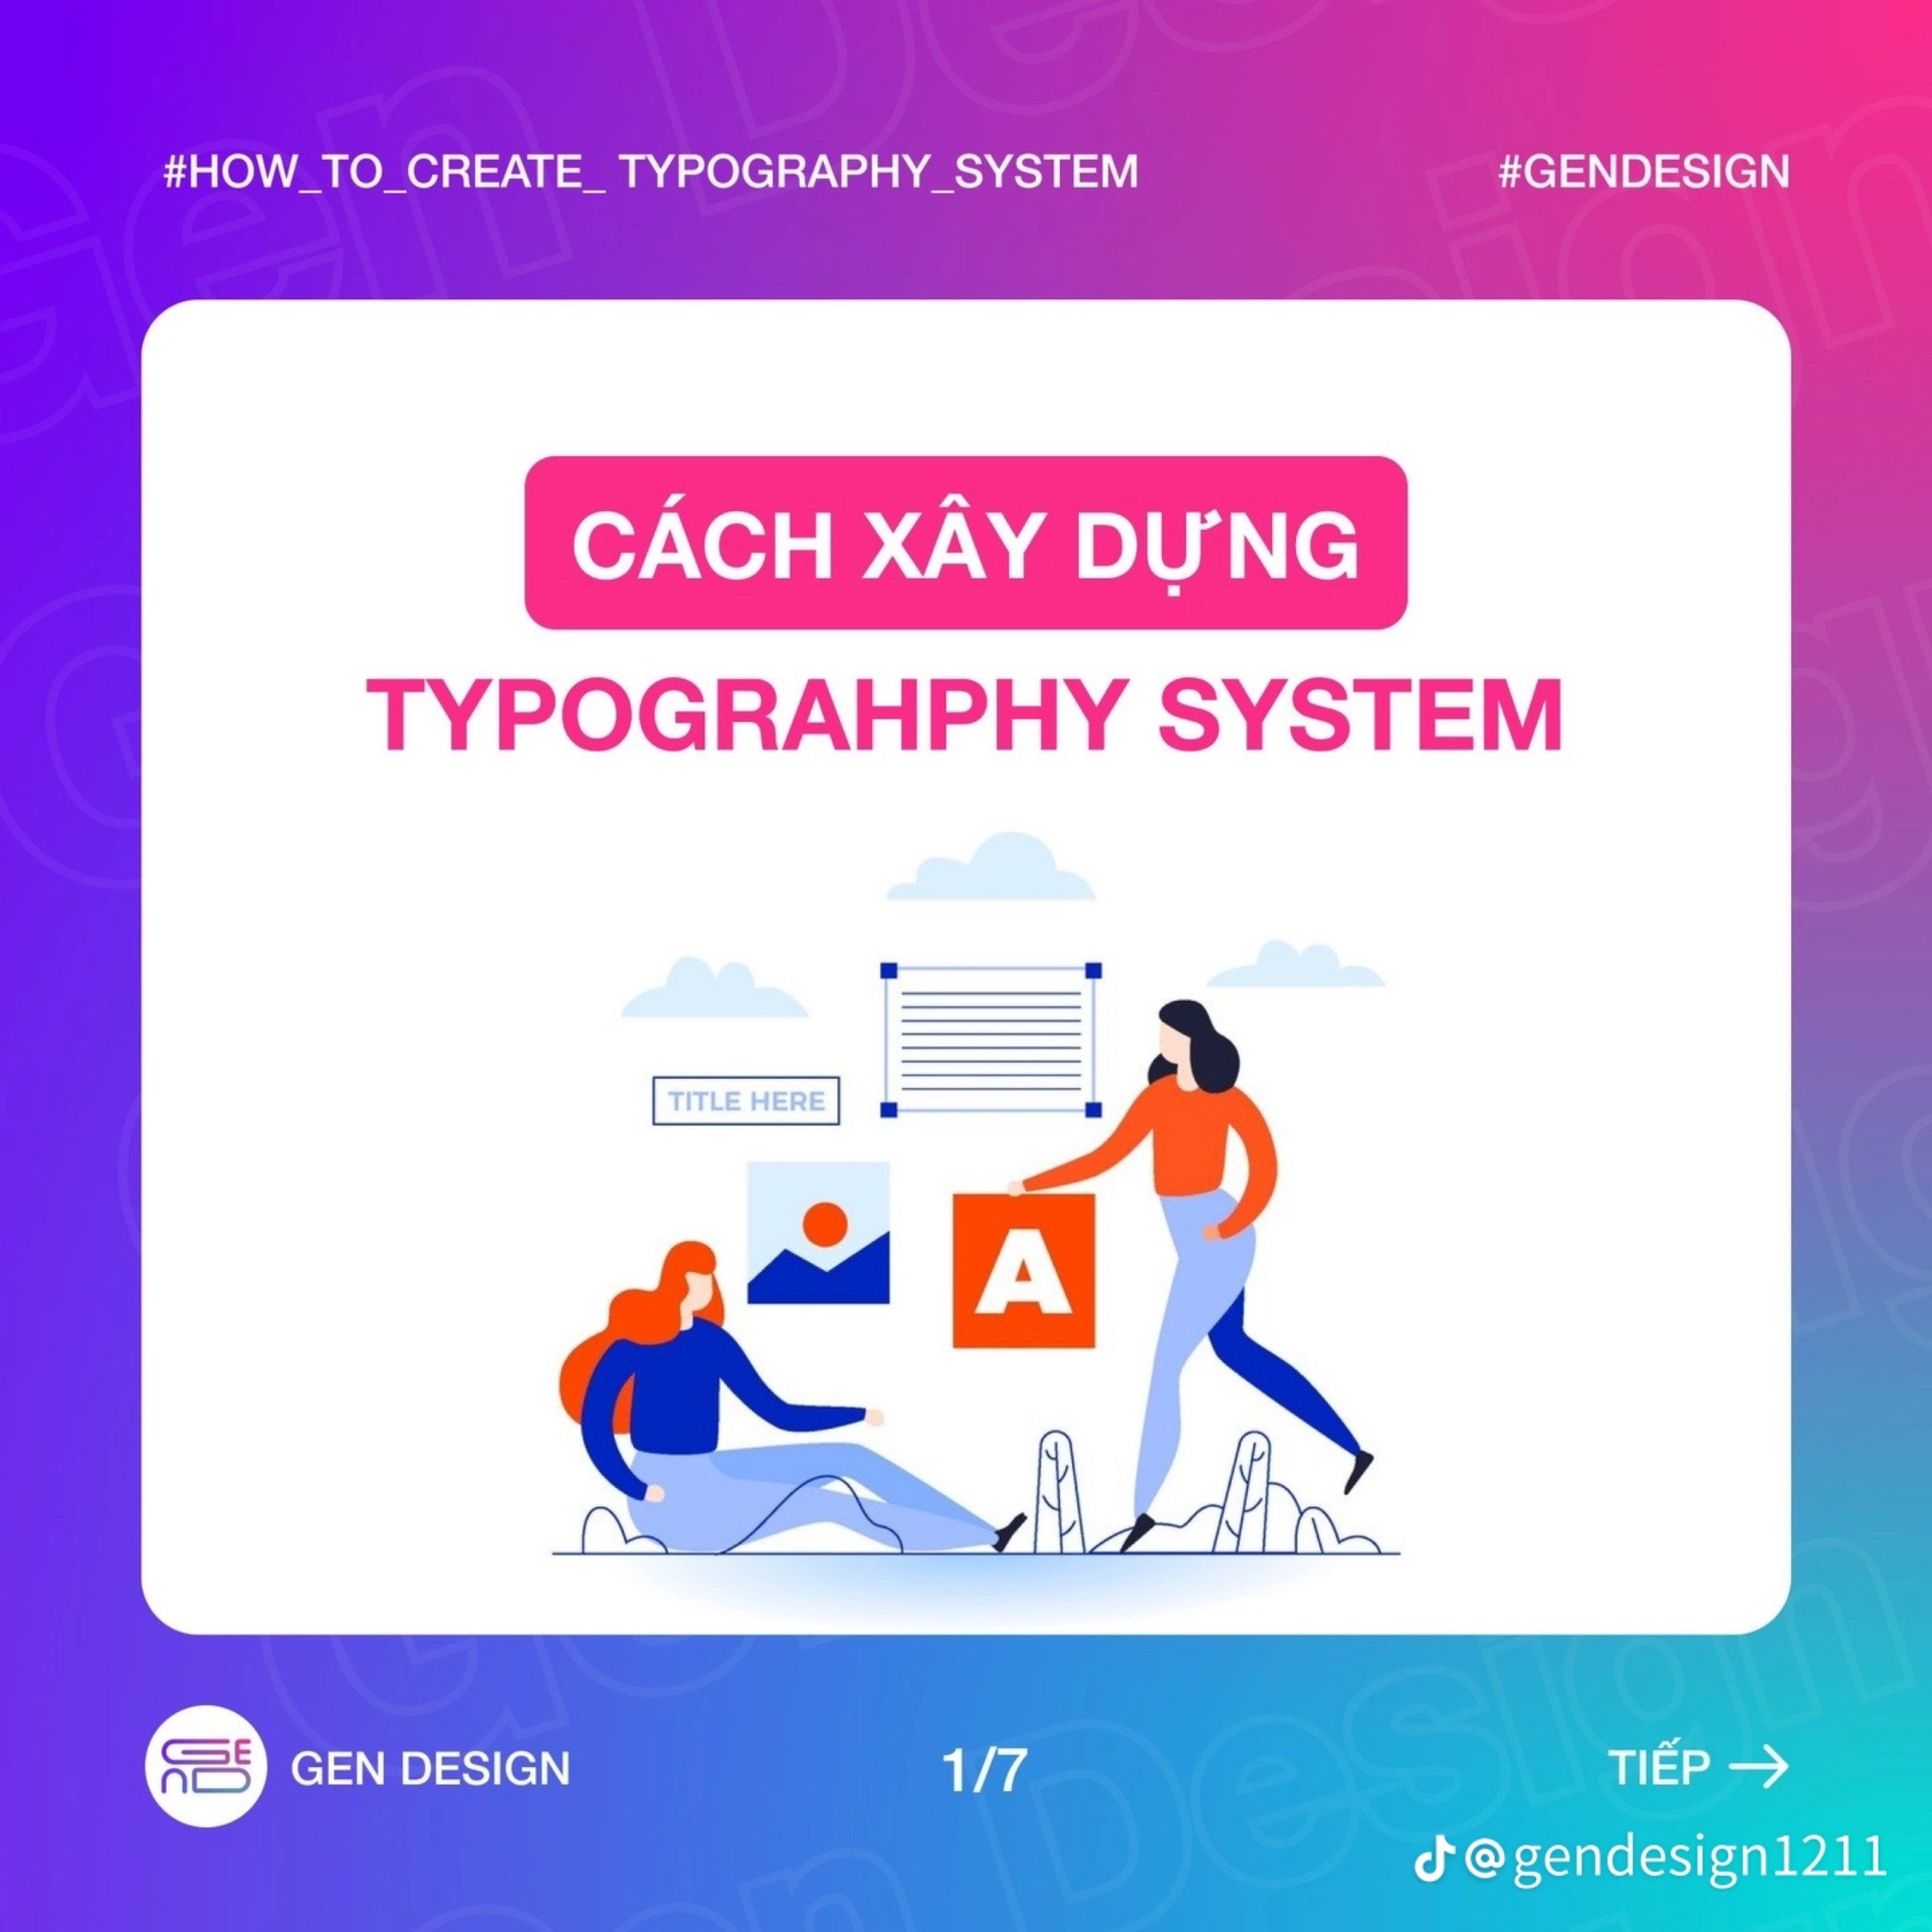 #HOW_TO_CREATE_ TYPOGRAPHY_SYSTEM
#GENDESIGN
CÁCH XÂY DỰNG
TYPOGRAHPHY SYSTEM
TITLE HERE
A
GEN DESIGN
1/7
TIẾP →
@gendesign1211